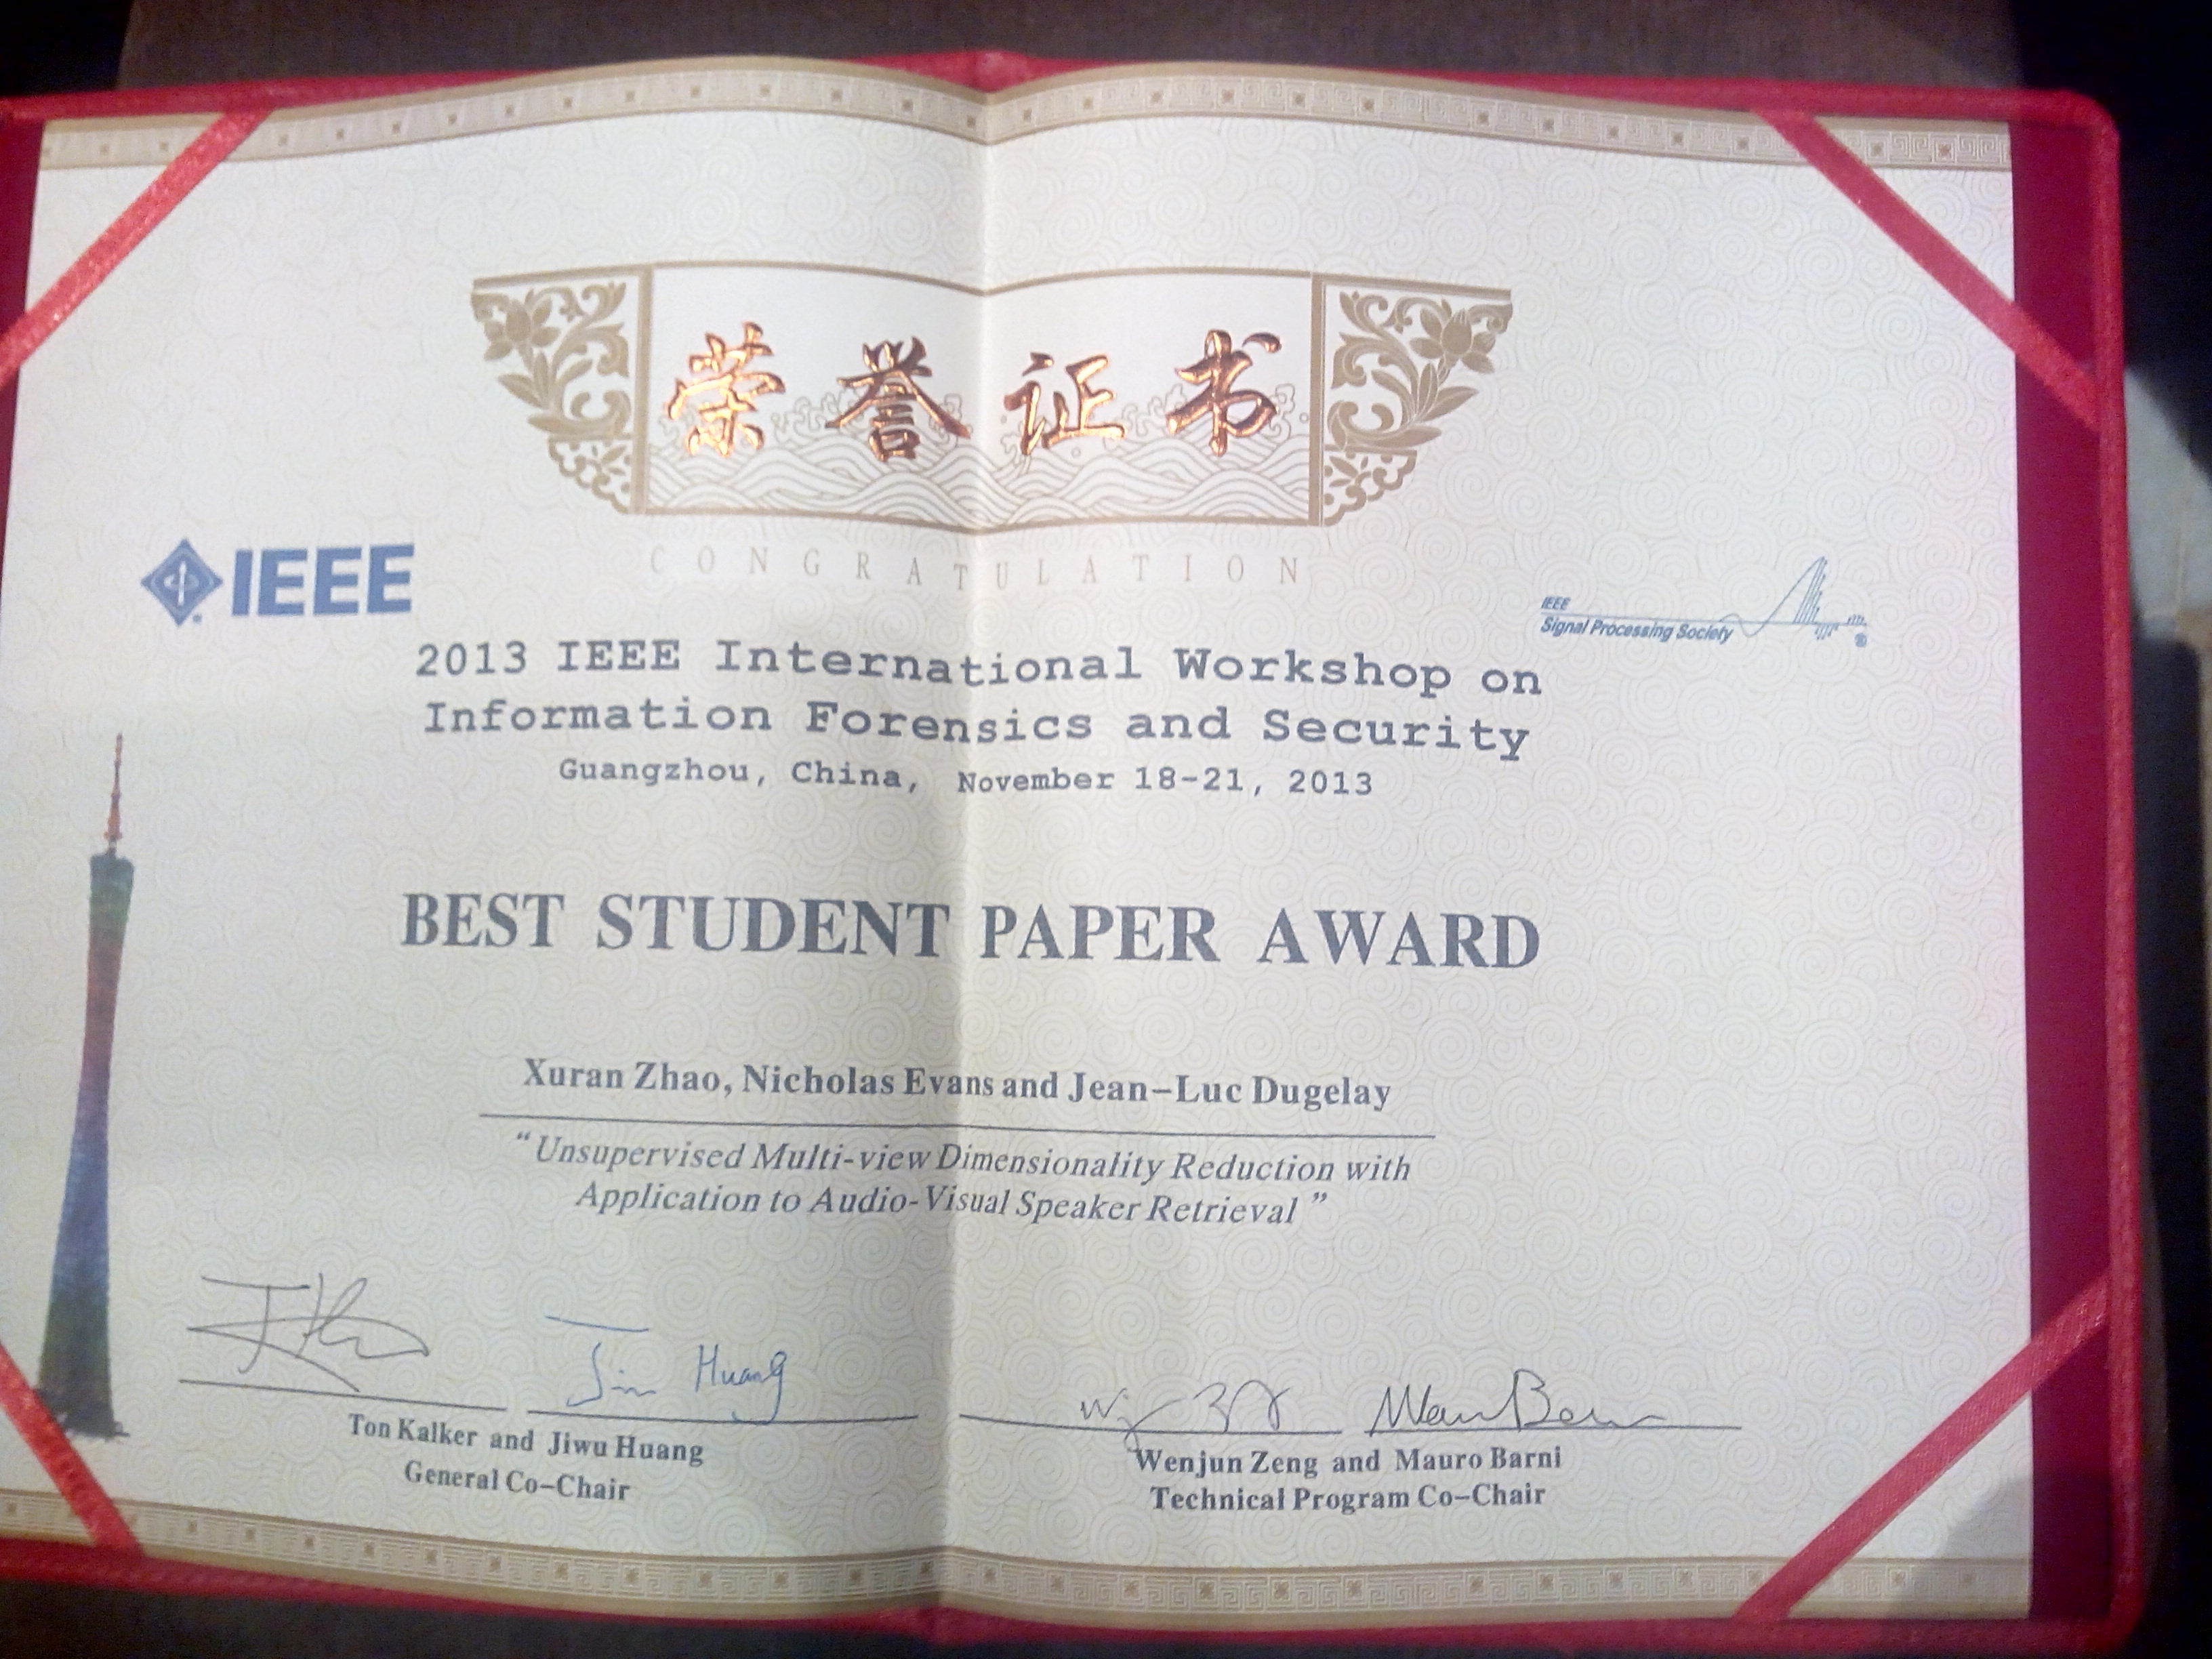 荣誉证书
CONGRATULATION
IEEE
IEEE
Signal Processing Society
2013 IEEE International Workshop on
Information Forensics and Security
Guangzhou, China, November 18-21, 2013
BEST STUDENT PAPER AWARD
Xuran Zhao, Nicholas Evans and Jean-Luc Dugelay
“Unsupervised Multi-view Dimensionality Reduction with
Application to Audio-Visual Speaker Retrieval”
Huang
Ton Kalker and Jiwu Huang
General Co-Chair
Wenjun Zeng and Mauro Barni
Technical Program Co-Chair